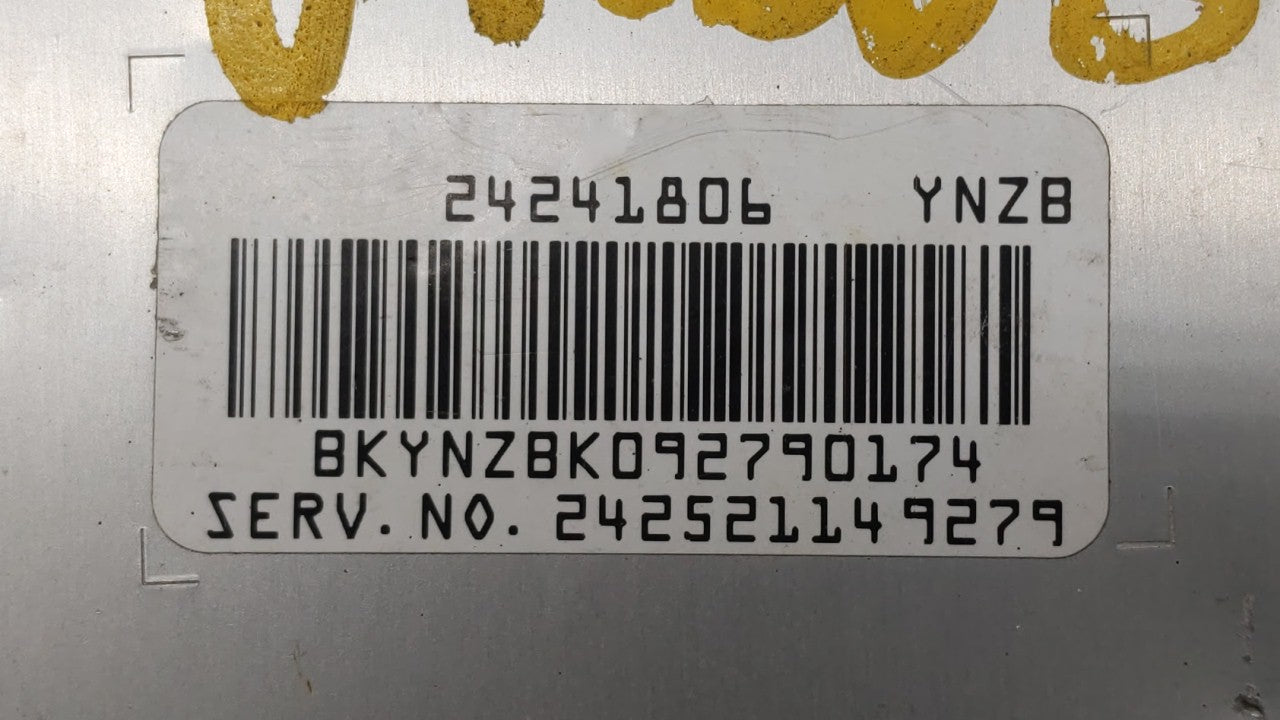 24241806 YNZB
BKYNZBK092790174
SERV. NO. 24252114 9279